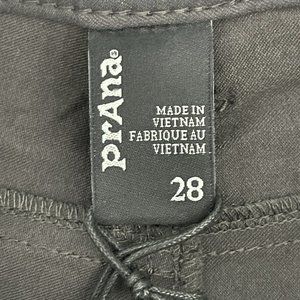 prAna
MADE IN
VIETNAM
FABRIQUE AU
VIETNAM
28